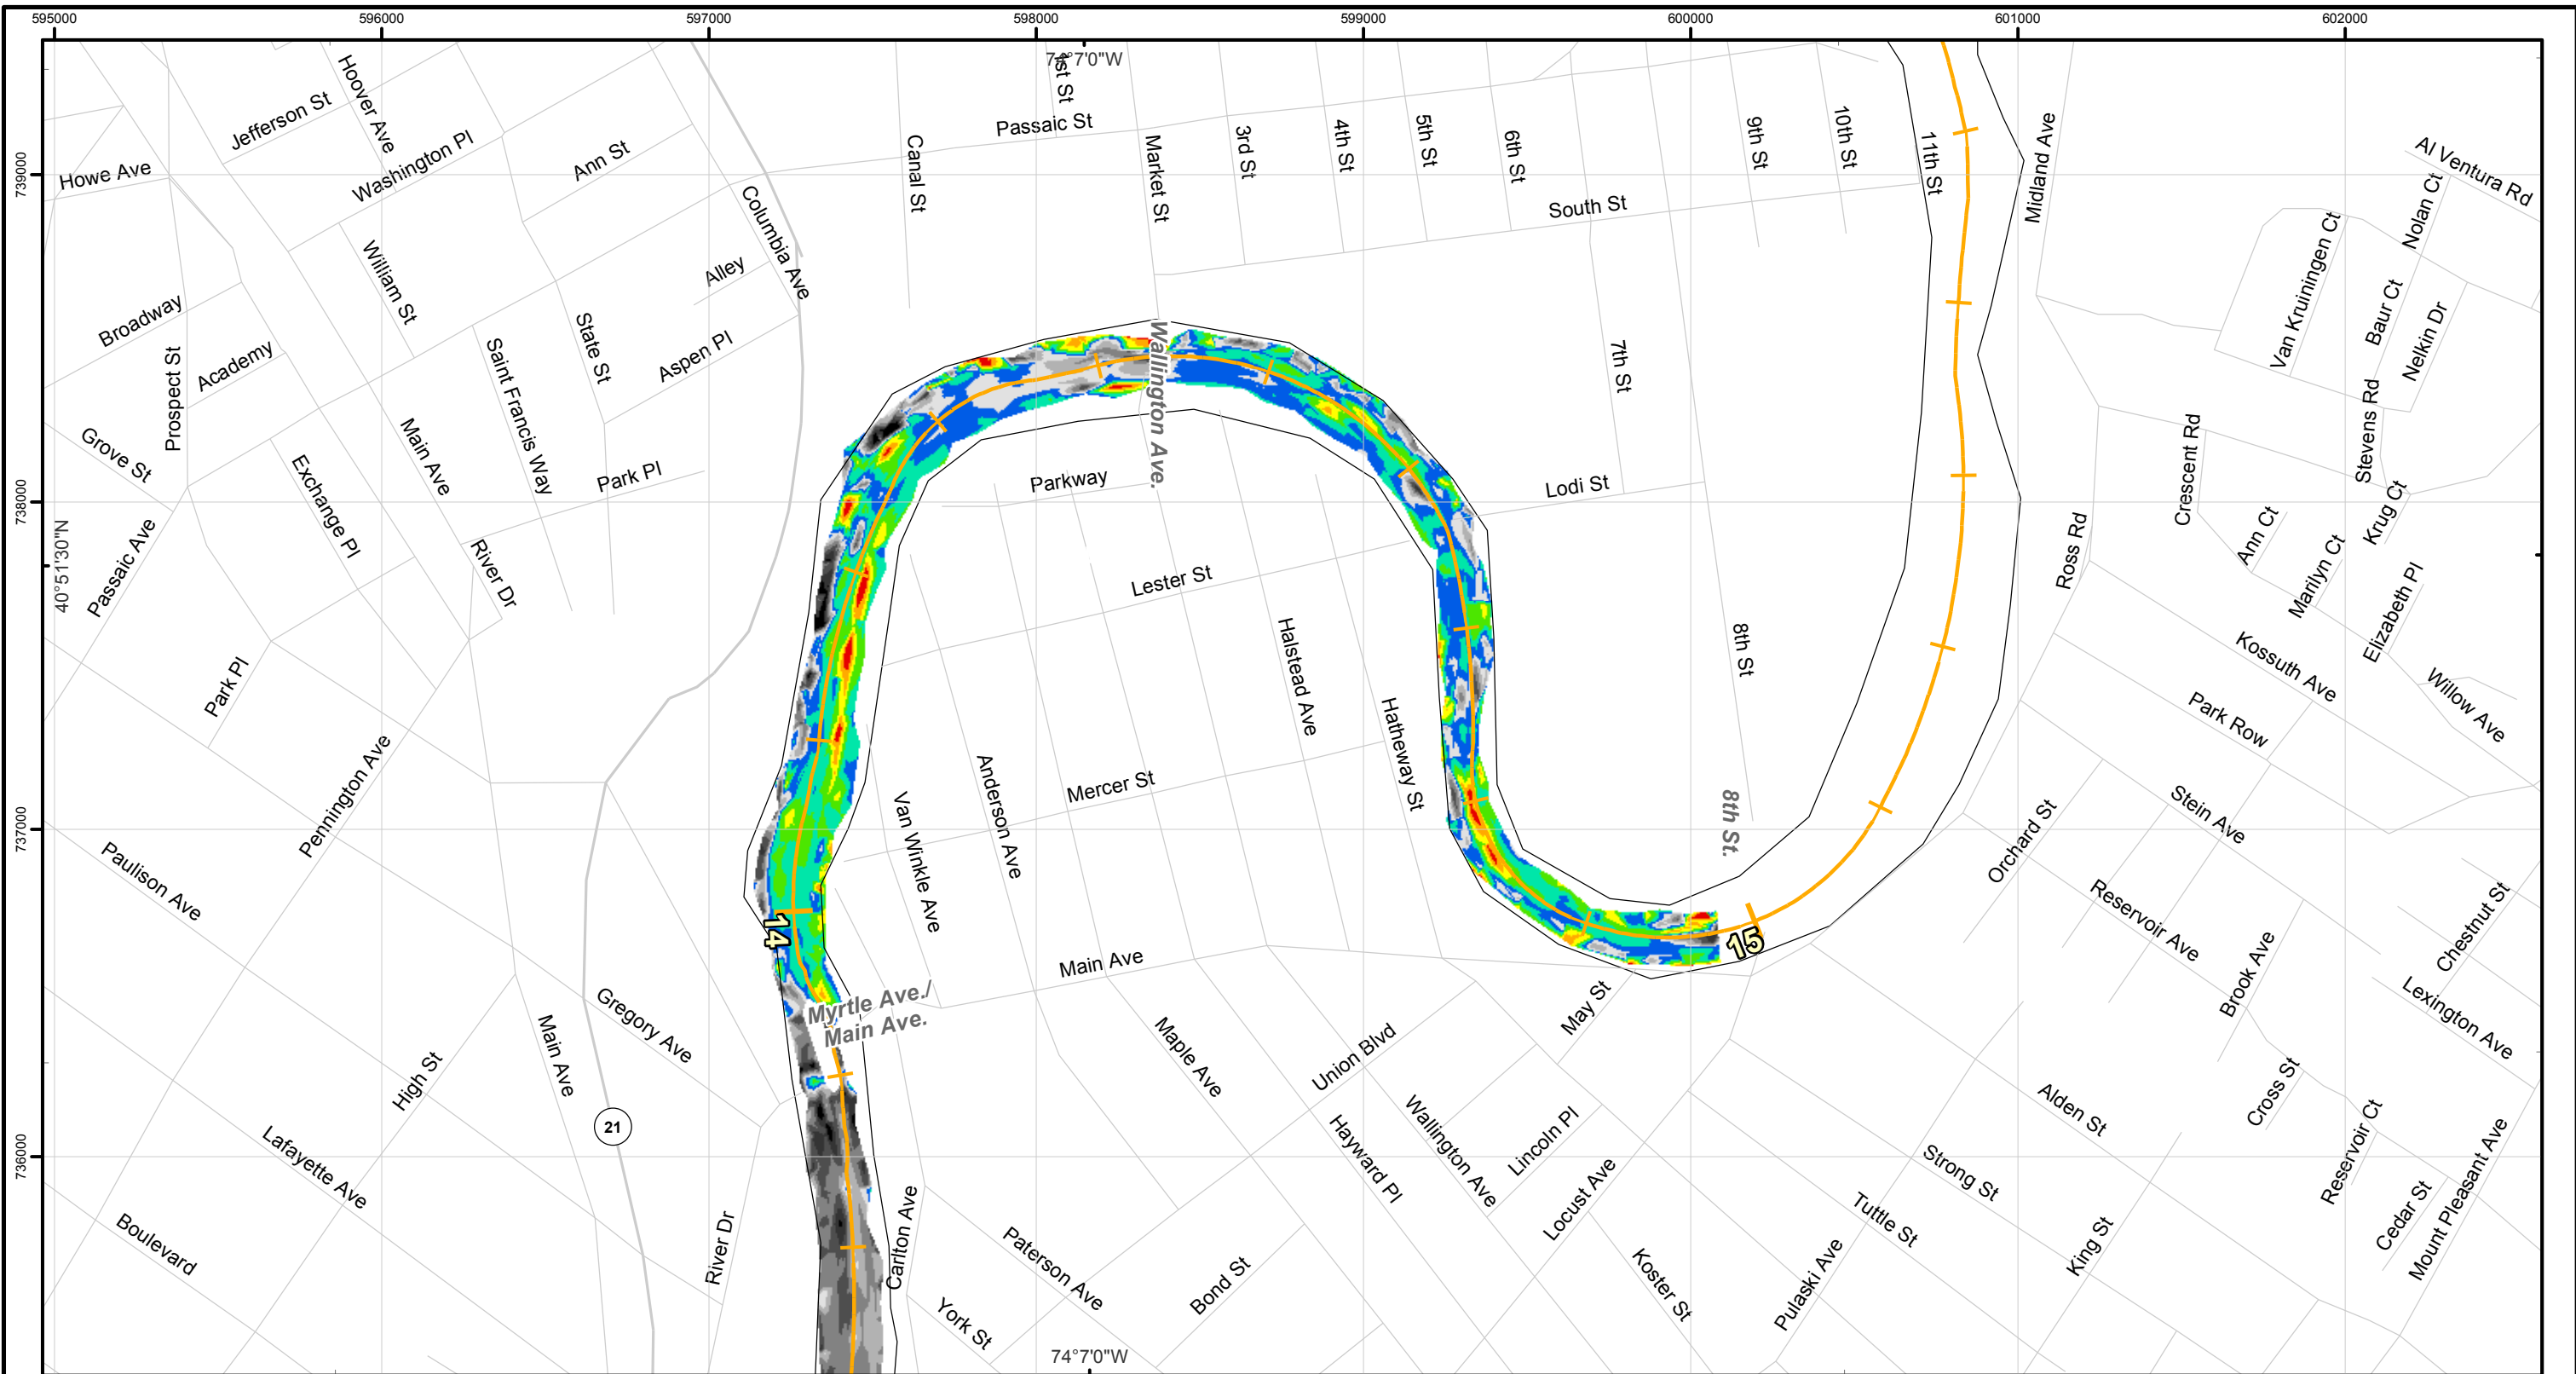 595000
596000
597000
598000
599000
600000
601000
602000
74°7'0"W
1st St
Hoover Ave
Jefferson St
Washington Pl
Ann St
Howe Ave
Passaic St
Canal St
Market St
3rd St
4th St
5th St
6th St
9th St
10th St
11th St
Midland Ave
Al Ventura Rd
739000
Columbia Ave
South St
Nolan Ct
Van Kruiningen Ct
William St
Alley
Baur Ct
Nelkin Dr
Broadway
Prospect St
Academy
State St
Aspen Pl
Saint Francis Way
Wallington Ave.
7th St
Stevens Rd
Crescent Rd
Main Ave
Grove St
Exchange Pl
Park Pl
Parkway
Lodi St
Krug Ct
738000
40°51'30"N
Passaic Ave
River Dr
Lester St
Ross Rd
Ann Ct
Marilyn Ct
Elizabeth Pl
Halstead Ave
8th St
Kossuth Ave
Willow Ave
Park Pl
Park Row
Hatheway St
Pennington Ave
Anderson Ave
Mercer St
Van Winkle Ave
8th St.
Orchard St
Stein Ave
737000
Paulison Ave
Reservoir Ave
Chestnut St
14
15
Main Ave
Brook Ave
Lexington Ave
Myrtle Ave./
Main Ave.
Gregory Ave
May St
Main Ave
High St
Maple Ave
Union Blvd
Wallington Ave
Lincoln Pl
Alden St
Cross St
21
Hayward Pl
Reservoir Ct
736000
Lafayette Ave
Strong St
Mount Pleasant Ave
Cedar St
Locust Ave
Tuttle St
Boulevard
River Dr
Carlton Ave
Paterson Ave
Bond St
Koster St
Pulaski Ave
King St
York St
74°7'0"W